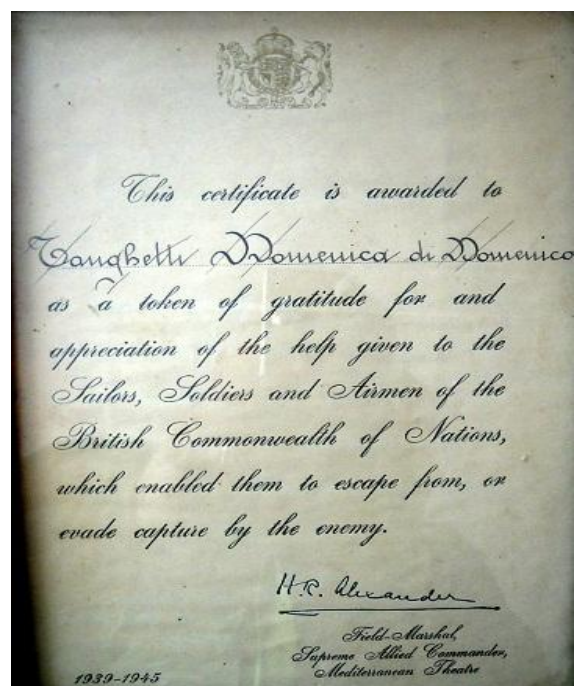 This certificate is awarded to
Tanghetti Domenica di Domenico
as a token of gratitude for and
appreciation of the help given to the
Sailors, Soldiers and Airmen of the
British Commonwealth of Nations,
which enabled them to escape from, or
evade capture by the enemy.
H.R. Alexander
Field-Marshal,
Supreme Allied Commander,
Mediterranean Theatre
1939-1945